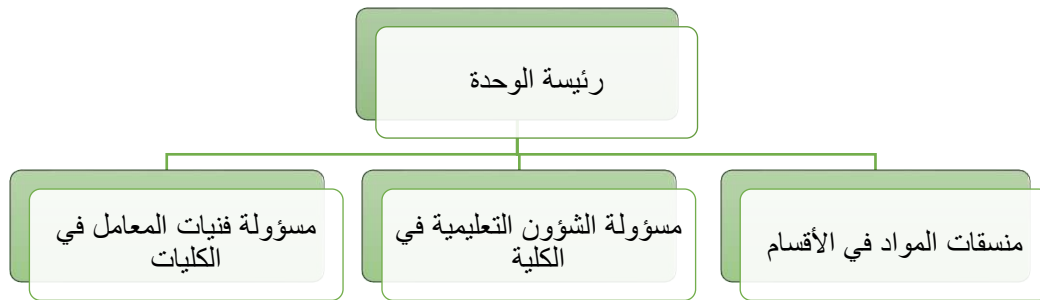 رئيسة الوحدة
منسقات المواد في الأقسام
مسؤولة الشؤون التعليمية في
الكلية
مسؤولة فنيات المعامل في
الكليات